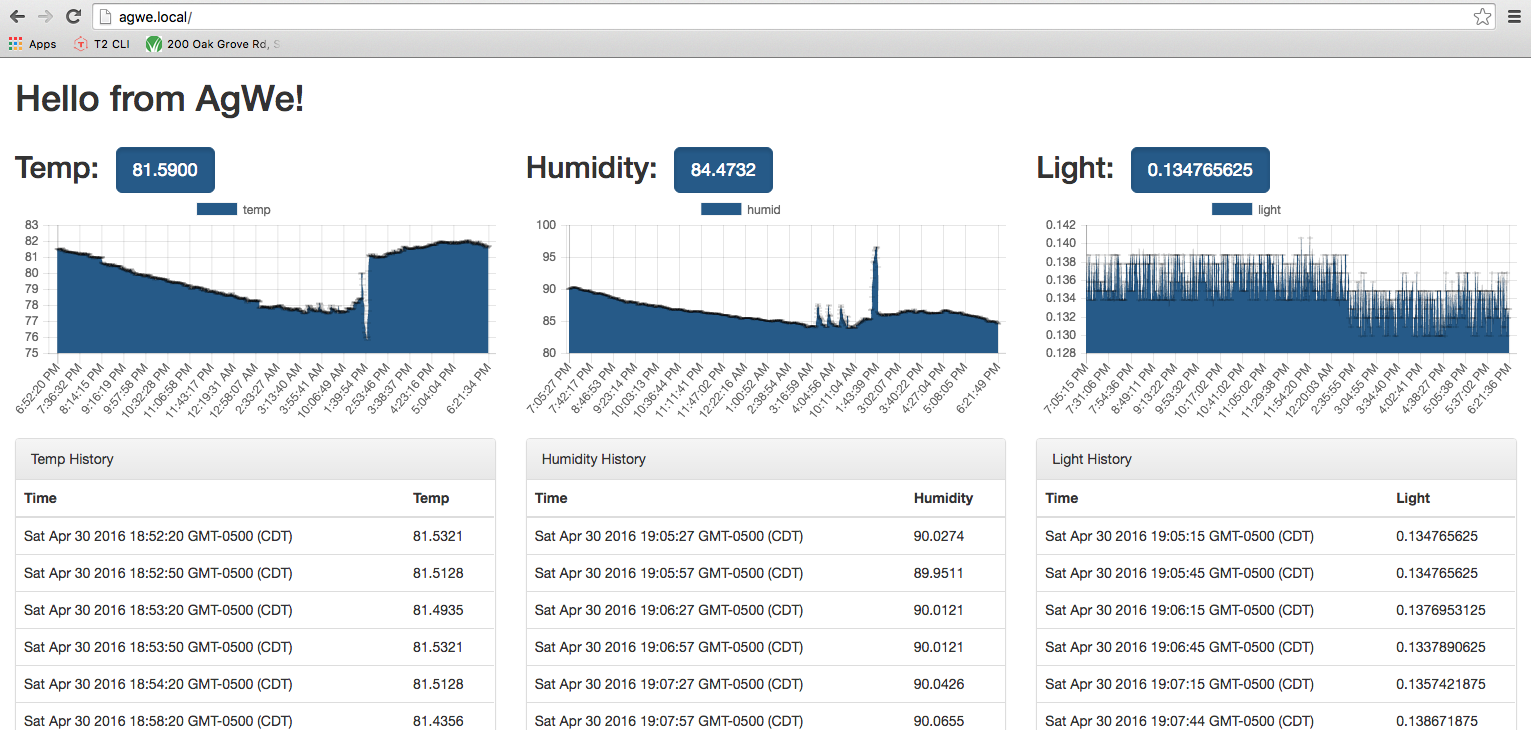 agwe.local/
Apps T2 CLI 200 Oak Grove Rd, S
Hello from AgWe!
Temp: 81.5900
temp
83
82
81
80
79
78
77
76
75
6:52:20 PM 7:36:32 PM 8:14:15 PM 9:16:19 PM 9:57:58 PM 10:32:28 PM 11:06:58 PM 11:43:17 PM 12:19:31 AM 12:58:07 AM 2:33:27 AM 3:13:40 AM 3:55:41 AM 10:06:49 AM 1:39:54 PM 2:53:46 PM 3:38:37 PM 4:23:16 PM 5:04:04 PM 6:21:34 PM
Humidity: 84.4732
humid
100
95
90
85
80
7:05:27 PM 7:42:17 PM 8:46:53 PM 9:23:14 PM 10:03:13 PM 10:36:44 PM 11:11:41 PM 11:47:02 PM 12:22:16 AM 1:00:52 AM 2:38:54 AM 3:16:59 AM 4:04:56 AM 10:11:04 AM 1:43:39 PM 3:02:07 PM 3:40:22 PM 4:27:04 PM 5:08:05 PM 6:21:49 PM
Light: 0.134765625
light
0.142
0.140
0.138
0.136
0.134
0.132
0.130
0.128
7:05:15 PM 7:31:06 PM 7:54:36 PM 8:49:11 PM 9:13:22 PM 9:53:32 PM 10:17:02 PM 10:41:02 PM 11:05:02 PM 11:29:38 PM 11:54:20 PM 12:20:03 AM 2:35:55 PM 3:04:55 PM 3:34:40 PM 4:02:41 PM 4:38:27 PM 5:05:38 PM 5:37:02 PM 6:21:36 PM
Temp History
Time Temp
Sat Apr 30 2016 18:52:20 GMT-0500 (CDT) 81.5321
Sat Apr 30 2016 18:52:50 GMT-0500 (CDT) 81.5128
Sat Apr 30 2016 18:53:20 GMT-0500 (CDT) 81.4935
Sat Apr 30 2016 18:53:50 GMT-0500 (CDT) 81.5321
Sat Apr 30 2016 18:54:20 GMT-0500 (CDT) 81.5128
Sat Apr 30 2016 18:58:20 GMT-0500 (CDT) 81.4356
Humidity History
Time Humidity
Sat Apr 30 2016 19:05:27 GMT-0500 (CDT) 90.0274
Sat Apr 30 2016 19:05:57 GMT-0500 (CDT) 89.9511
Sat Apr 30 2016 19:06:27 GMT-0500 (CDT) 90.0121
Sat Apr 30 2016 19:06:57 GMT-0500 (CDT) 90.0121
Sat Apr 30 2016 19:07:27 GMT-0500 (CDT) 90.0426
Sat Apr 30 2016 19:07:57 GMT-0500 (CDT) 90.0655
Light History
Time Light
Sat Apr 30 2016 19:05:15 GMT-0500 (CDT) 0.134765625
Sat Apr 30 2016 19:05:45 GMT-0500 (CDT) 0.134765625
Sat Apr 30 2016 19:06:15 GMT-0500 (CDT) 0.1376953125
Sat Apr 30 2016 19:06:45 GMT-0500 (CDT) 0.1337890625
Sat Apr 30 2016 19:07:15 GMT-0500 (CDT) 0.1357421875
Sat Apr 30 2016 19:07:44 GMT-0500 (CDT) 0.138671875